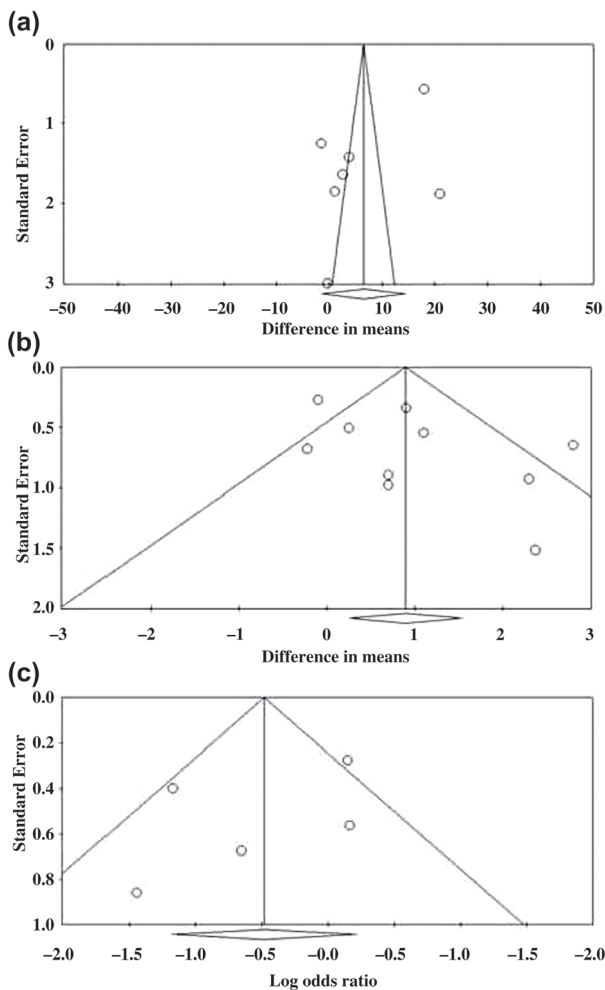 (a)
0
1
2
3
Standard Error
−50 −40 −30 −20 −10 0 10 20 30 40 50
Difference in means
(b)
0.0
0.5
1.0
1.5
2.0
Standard Error
−3 −2 −1 0 1 2 3
Difference in means
(c)
0.0
0.2
0.4
0.6
0.8
1.0
Standard Error
−2.0 −1.5 −1.0 −0.5 −0.0 −0.5 −1.0 −1.5 −2.0
Log odds ratio